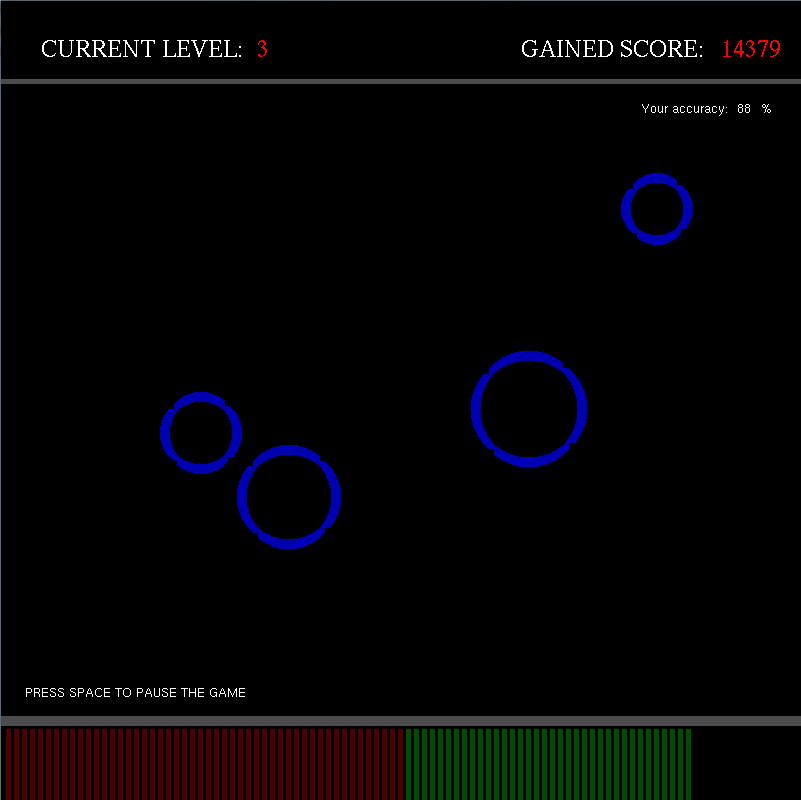 CURRENT LEVEL: 3
GAINED SCORE: 14379
Your accuracy: 88 %
PRESS SPACE TO PAUSE THE GAME